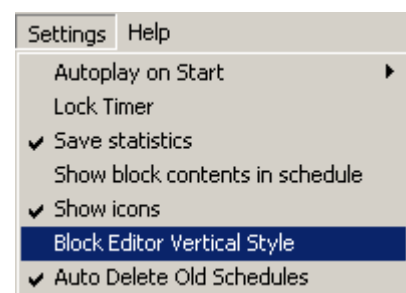 Settings Help
Autoplay on Start
Lock Timer
Save statistics
Show block contents in schedule
Show icons
Block Editor Vertical Style
Auto Delete Old Schedules